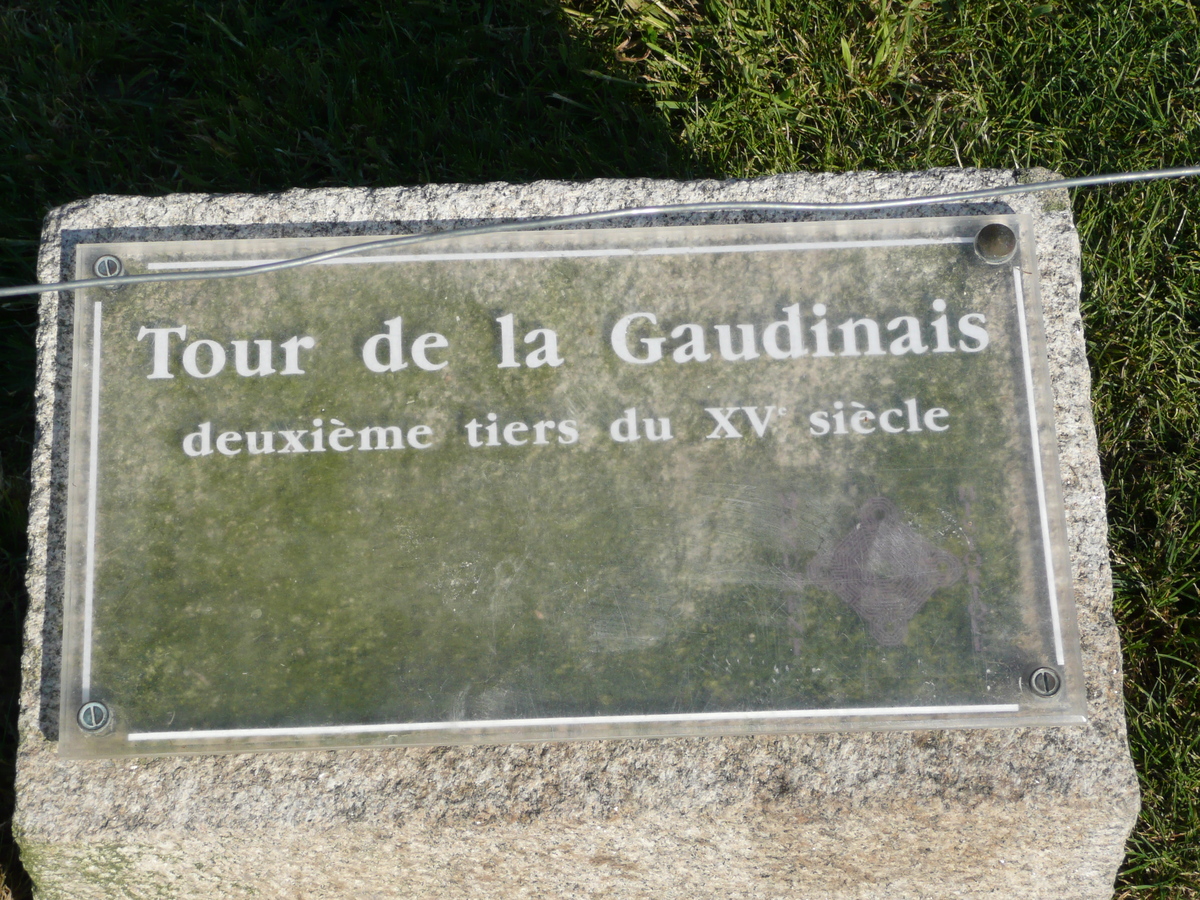 Tour de la Gaudinais
deuxième tiers du XVe siècle